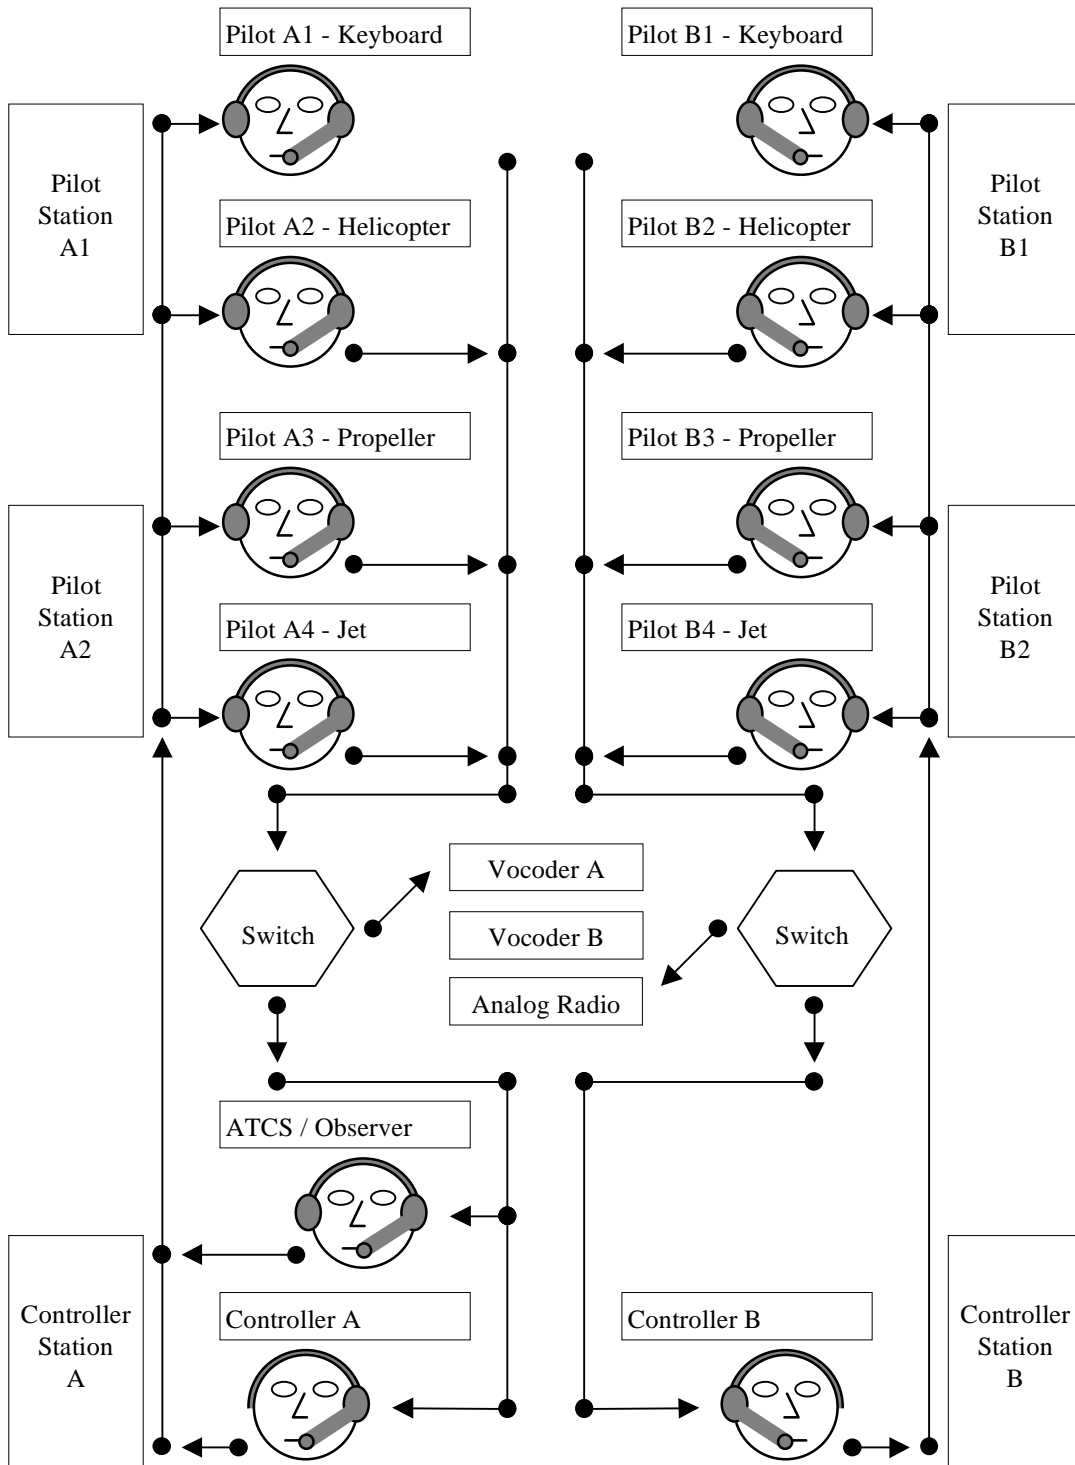 Pilot A1 - Keyboard
Pilot B1 - Keyboard
Pilot
Station
A1
Pilot
Station
B1
Pilot A2 - Helicopter
Pilot B2 - Helicopter
Pilot A3 - Propeller
Pilot B3 - Propeller
Pilot
Station
A2
Pilot
Station
B2
Pilot A4 - Jet
Pilot B4 - Jet
Vocoder A
Switch
Vocoder B
Switch
Analog Radio
ATCS / Observer
Controller
Station
A
Controller A
Controller B
Controller
Station
B